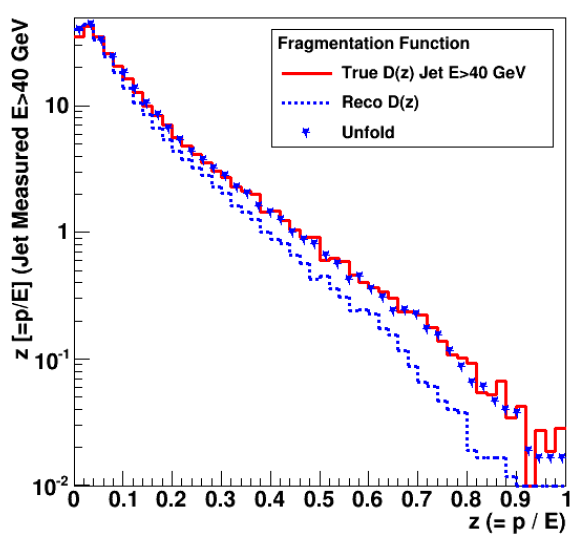 z [=p/E] (Jet Measured E>40 GeV
Fragmentation Function
True D(z) Jet E>40 GeV
Reco D(z)
Unfold
10
1
10^-1
10^-2
0 0.1 0.2 0.3 0.4 0.5 0.6 0.7 0.8 0.9 1
z (= p / E)